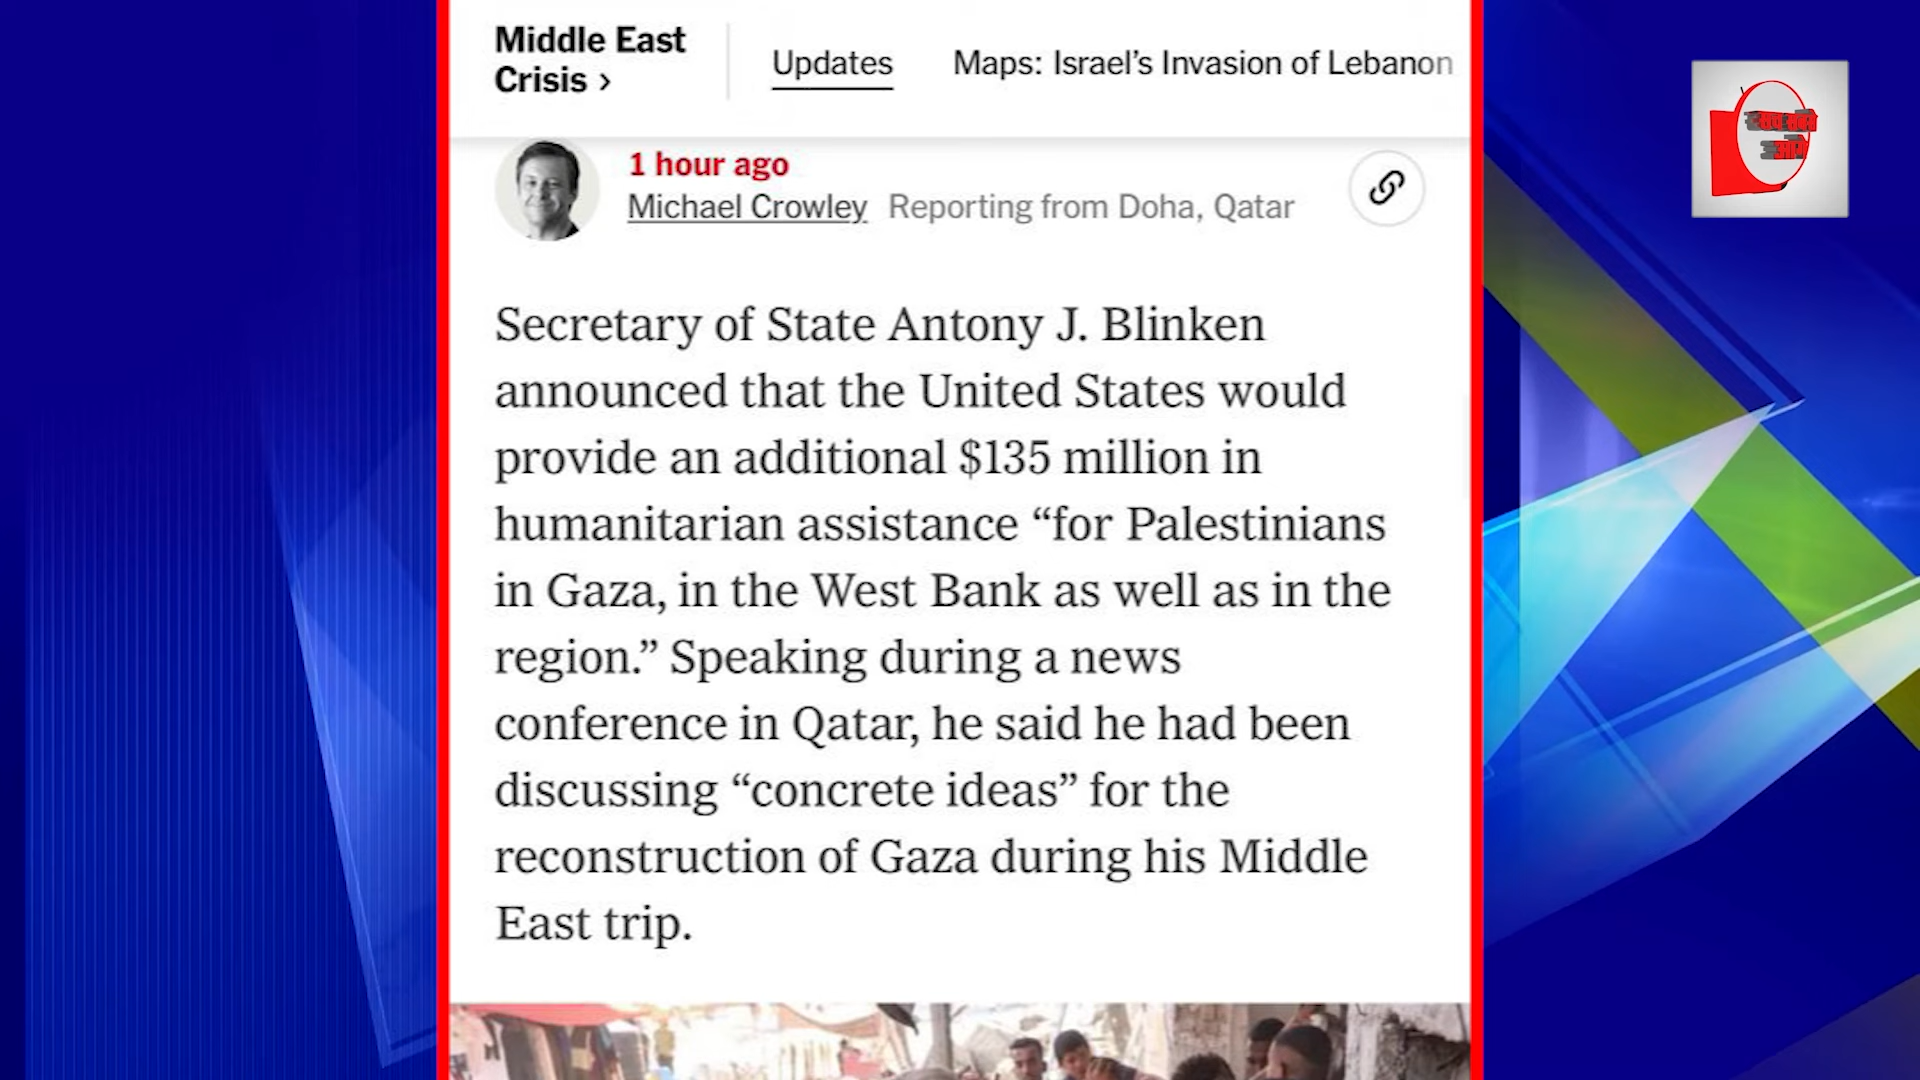 Middle East
Crisis ›
Updates
Maps: Israel’s Invasion of Lebanon
1 hour ago
Michael Crowley Reporting from Doha, Qatar
Secretary of State Antony J. Blinken
announced that the United States would
provide an additional $135 million in
humanitarian assistance “for Palestinians
in Gaza, in the West Bank as well as in the
region.” Speaking during a news
conference in Qatar, he said he had been
discussing “concrete ideas” for the
reconstruction of Gaza during his Middle
East trip.